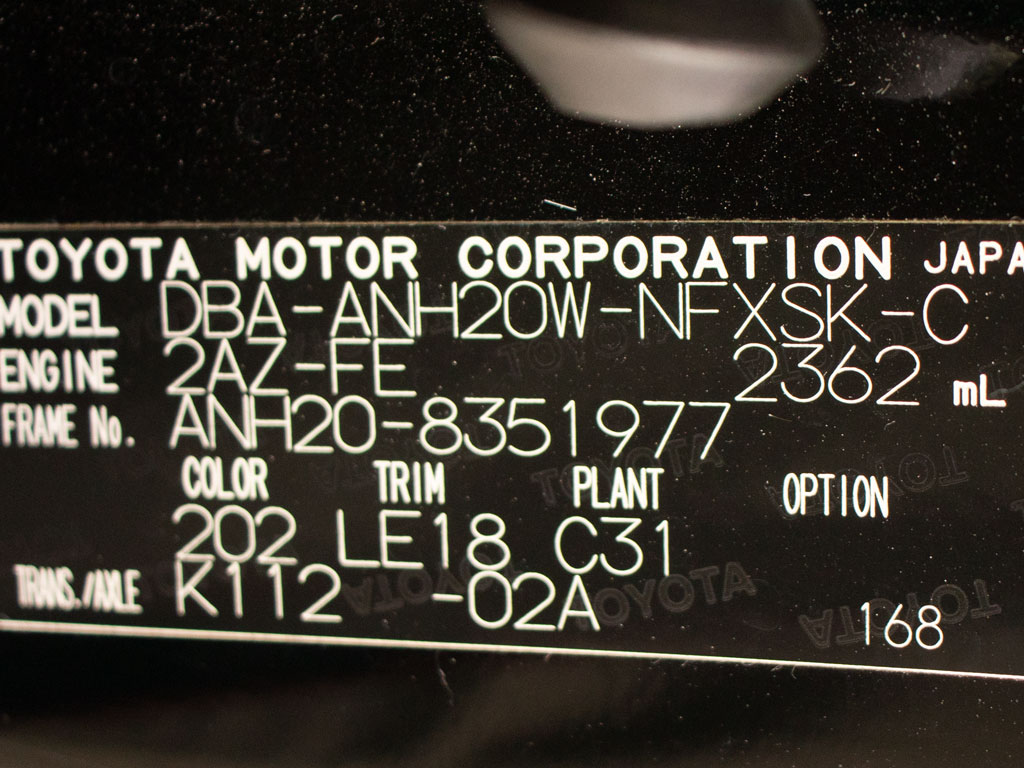 TOYOTA MOTOR CORPORATION JAPA
MODEL DBA-ANH20W-NFXSK-C
ENGINE 2AZ-FE 2362 mL
FRAME No. ANH20-8351977
COLOR TRIM PLANT OPTION
202 LE18 C31
TRANS./AXLE K112 -02A 168